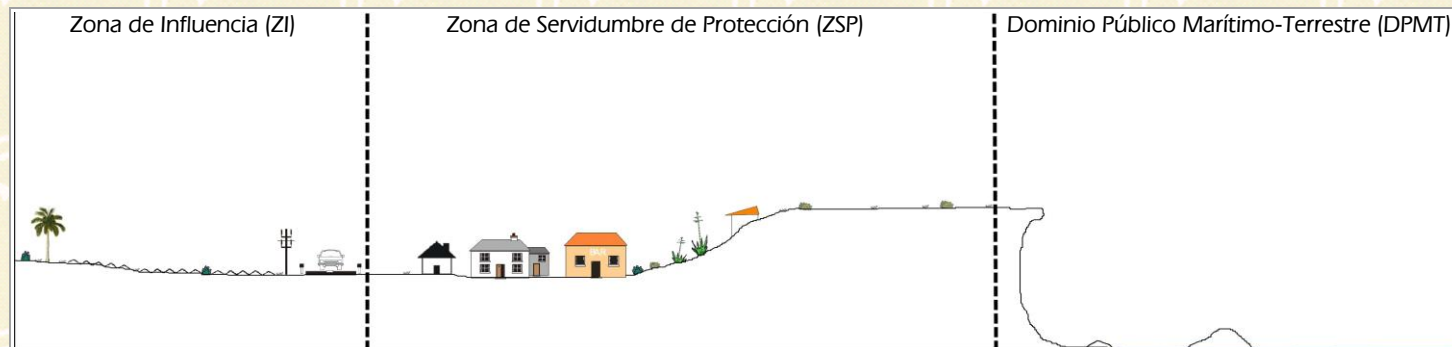 Zona de Influencia (ZI)
Zona de Servidumbre de Protección (ZSP)
Dominio Público Marítimo-Terrestre (DPMT)